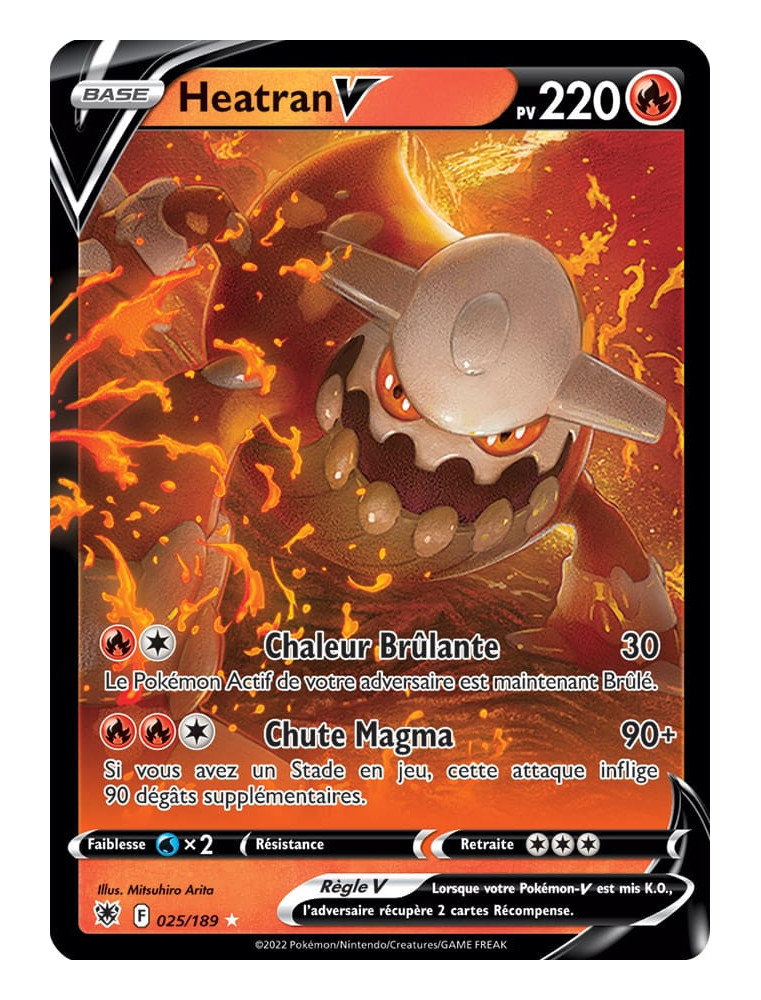 BASE
Heatran V
PV 220
Chaleur Brûlante 30
Le Pokémon Actif de votre adversaire est maintenant Brûlé.
Chute Magma 90+
Si vous avez un Stade en jeu, cette attaque inflige
90 dégâts supplémentaires.
Faiblesse ×2 Résistance Retraite
Illus. Mitsuhiro Arita
Règle V Lorsque votre Pokémon-V est mis K.O.,
l'adversaire récupère 2 cartes Récompense.
F 025/189
©2022 Pokémon/Nintendo/Creatures/GAME FREAK